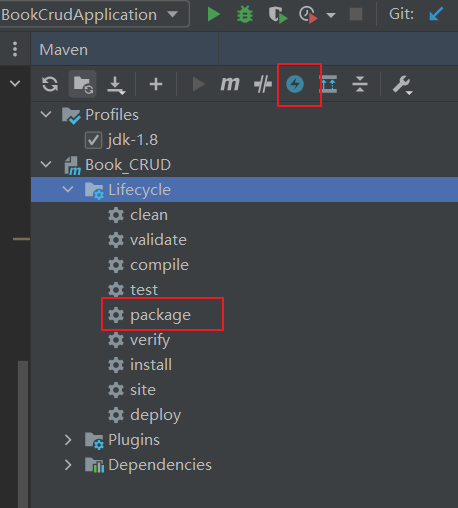 BookCrudApplication Git:
Maven
m
Profiles
jdk-1.8
Book_CRUD
Lifecycle
clean
validate
compile
test
package
verify
install
site
deploy
Plugins
Dependencies